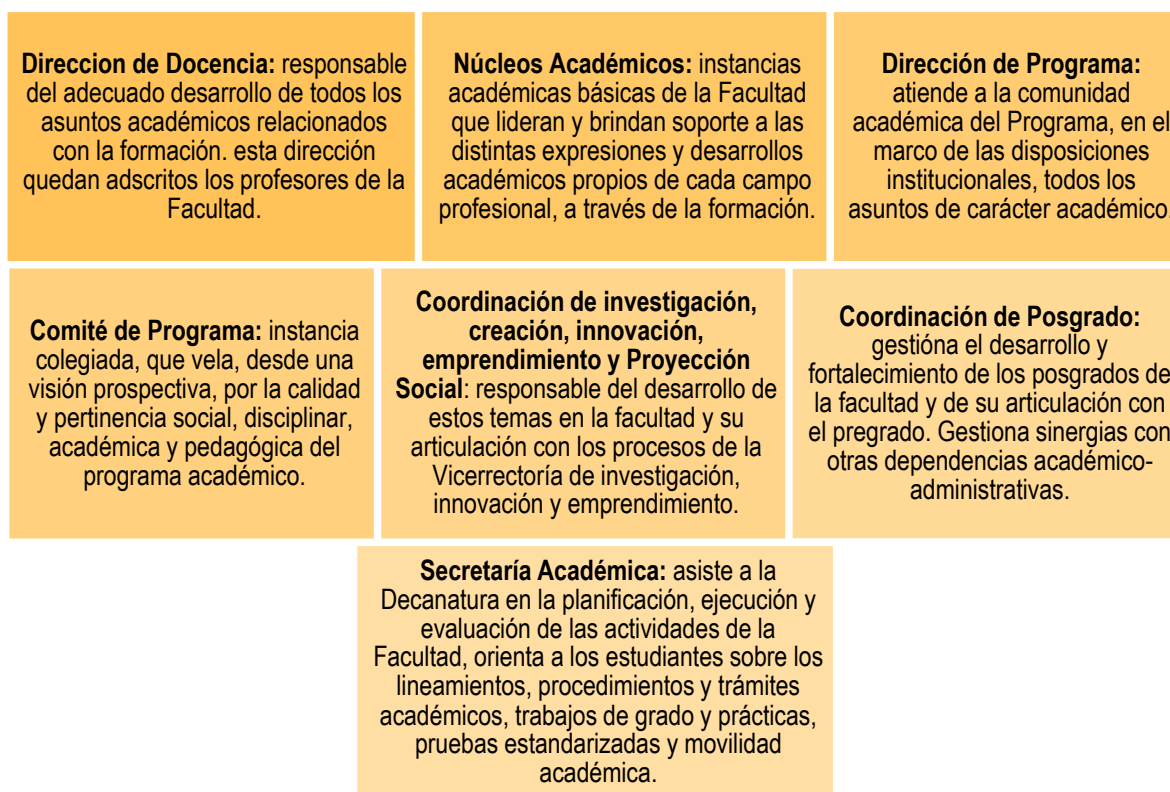 Direccion de Docencia: responsable
del adecuado desarrollo de todos los
asuntos académicos relacionados
con la formación. esta dirección
quedan adscritos los profesores de la
Facultad.
Núcleos Académicos: instancias
académicas básicas de la Facultad
que lideran y brindan soporte a las
distintas expresiones y desarrollos
académicos propios de cada campo
profesional, a través de la formación.
Dirección de Programa:
atiende a la comunidad
académica del Programa, en el
marco de las disposiciones
institucionales, todos los
asuntos de carácter académico.
Comité de Programa: instancia
colegiada, que vela, desde una
visión prospectiva, por la calidad
y pertinencia social, disciplinar,
académica y pedagógica del
programa académico.
Coordinación de investigación,
creación, innovación,
emprendimiento y Proyección
Social: responsable del desarrollo de
estos temas en la facultad y su
articulación con los procesos de la
Vicerrectoría de investigación,
innovación y emprendimiento.
Coordinación de Posgrado:
gestióna el desarrollo y
fortalecimiento de los posgrados de
la facultad y de su articulación con
el pregrado. Gestiona sinergias con
otras dependencias académico-
administrativas.
Secretaría Académica: asiste a la
Decanatura en la planificación, ejecución y
evaluación de las actividades de la
Facultad, orienta a los estudiantes sobre los
lineamientos, procedimientos y trámites
académicos, trabajos de grado y prácticas,
pruebas estandarizadas y movilidad
académica.